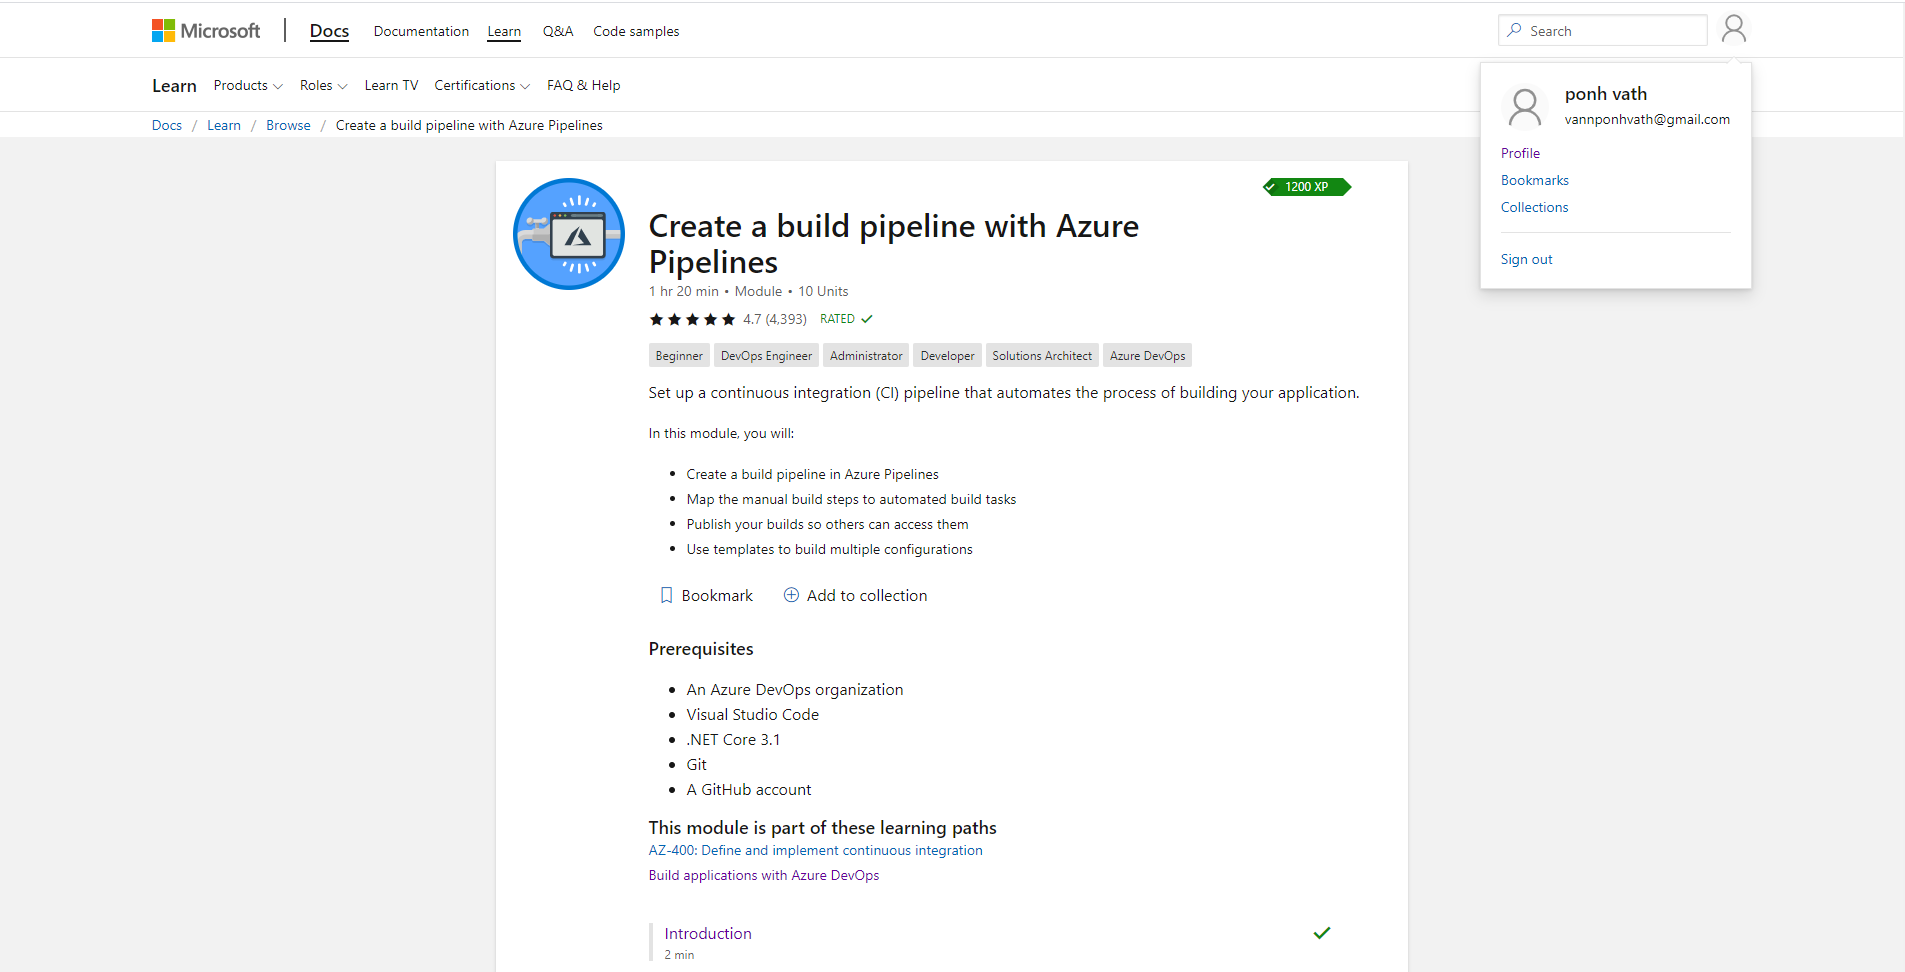 Microsoft
Docs
Documentation
Learn
Q&A
Code samples
Search
Learn
Products
Roles
Learn TV
Certifications
FAQ & Help
ponh vath
vannponhvath@gmail.com
Profile
Bookmarks
Collections
Sign out
Docs / Learn / Browse / Create a build pipeline with Azure Pipelines
1200 XP
Create a build pipeline with Azure
Pipelines
1 hr 20 min • Module • 10 Units
4.7 (4,393) RATED
Beginner
DevOps Engineer
Administrator
Developer
Solutions Architect
Azure DevOps
Set up a continuous integration (CI) pipeline that automates the process of building your application.
In this module, you will:
• Create a build pipeline in Azure Pipelines
• Map the manual build steps to automated build tasks
• Publish your builds so others can access them
• Use templates to build multiple configurations
Bookmark
Add to collection
Prerequisites
• An Azure DevOps organization
• Visual Studio Code
• .NET Core 3.1
• Git
• A GitHub account
This module is part of these learning paths
AZ-400: Define and implement continuous integration
Build applications with Azure DevOps
Introduction
2 min